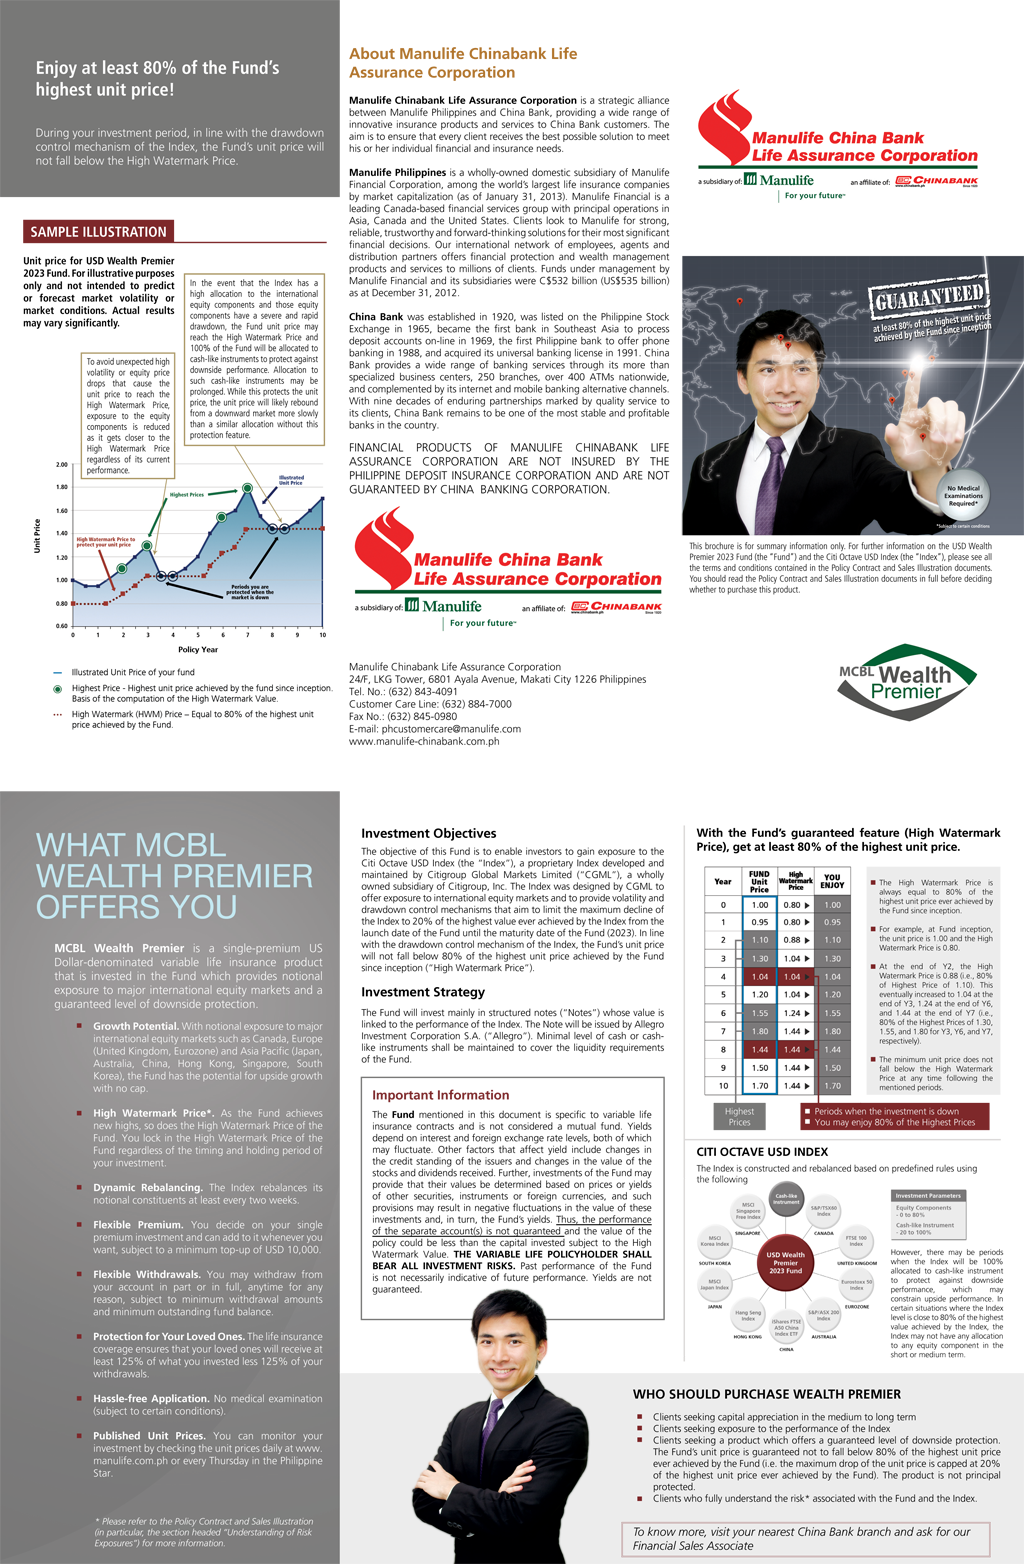 Enjoy at least 80% of the Fund's
highest unit price!
During your investment period, in line with the drawdown
control mechanism of the Index, the Fund's unit price will
not fall below the High Watermark Price.
SAMPLE ILLUSTRATION
Unit price for USD Wealth Premier
2023 Fund. For illustrative purposes
only and not intended to predict
or forecast market volatility or
market conditions. Actual results
may vary significantly.
In the event that the Index has a
high allocation to the international
equity components and those equity
components have a severe and rapid
drawdown, the Fund unit price may
reach the High Watermark Price and
100% of the Fund will be allocated to
cash-like instruments to protect against
downside performance. Allocation to
such cash-like instruments may be
prolonged. While this protects the unit
price, the unit price will likely rebound
from a downward market more slowly
than a similar allocation without this
protection feature.
To avoid unexpected high
volatility or equity price
drops that cause the
unit price to reach the
High Watermark Price,
exposure to the equity
components is reduced
as it gets closer to the
High Watermark Price
regardless of its current
performance.
Unit Price
2.00
1.80
1.60
1.40
1.20
1.00
0.80
0.60
Highest Prices
Illustrated
Unit Price
High Watermark Price to
protect your unit price
Periods you are
protected when the
market is down
0 1 2 3 4 5 6 7 8 9 10
Policy Year
Illustrated Unit Price of your fund
Highest Price - Highest unit price achieved by the fund since inception.
Basis of the computation of the High Watermark Value.
High Watermark (HWM) Price – Equal to 80% of the highest unit
price achieved by the Fund.
About Manulife Chinabank Life
Assurance Corporation
Manulife Chinabank Life Assurance Corporation is a strategic alliance
between Manulife Philippines and China Bank, providing a wide range of
innovative insurance products and services to China Bank customers. The
aim is to ensure that every client receives the best possible solution to meet
his or her individual financial and insurance needs.
Manulife Philippines is a wholly-owned domestic subsidiary of Manulife
Financial Corporation, among the world's largest life insurance companies
by market capitalization (as of January 31, 2013). Manulife Financial is a
leading Canada-based financial services group with principal operations in
Asia, Canada and the United States. Clients look to Manulife for strong,
reliable, trustworthy and forward-thinking solutions for their most significant
financial decisions. Our international network of employees, agents and
distribution partners offers financial protection and wealth management
products and services to millions of clients. Funds under management by
Manulife Financial and its subsidiaries were C$532 billion (US$535 billion)
as at December 31, 2012.
China Bank was established in 1920, was listed on the Philippine Stock
Exchange in 1965, became the first bank in Southeast Asia to process
deposit accounts on-line in 1969, the first Philippine bank to offer phone
banking in 1988, and acquired its universal banking license in 1991. China
Bank provides a wide range of banking services through its more than
specialized business centers, 250 branches, over 400 ATMs nationwide,
and complemented by its internet and mobile banking alternative channels.
With nine decades of enduring partnerships marked by quality service to
its clients, China Bank remains to be one of the most stable and profitable
banks in the country.
FINANCIAL PRODUCTS OF MANULIFE CHINABANK LIFE
ASSURANCE CORPORATION ARE NOT INSURED BY THE
PHILIPPINE DEPOSIT INSURANCE CORPORATION AND ARE NOT
GUARANTEED BY CHINA BANKING CORPORATION.
Manulife China Bank
Life Assurance Corporation
a subsidiary of: Manulife an affiliate of: CHINABANK
www.chinabank.ph Since 1920
For your future™
Manulife Chinabank Life Assurance Corporation
24/F, LKG Tower, 6801 Ayala Avenue, Makati City 1226 Philippines
Tel. No.: (632) 843-4091
Customer Care Line: (632) 884-7000
Fax No.: (632) 845-0980
E-mail: phcustomercare@manulife.com
www.manulife-chinabank.com.ph
Manulife China Bank
Life Assurance Corporation
a subsidiary of: Manulife an affiliate of: CHINABANK
www.chinabank.ph Since 1920
For your future™
GUARANTEED
at least 80% of the highest unit price
achieved by the Fund since inception
No Medical
Examinations
Required*
*Subject to certain conditions
This brochure is for summary information only. For further information on the USD Wealth
Premier 2023 Fund (the "Fund") and the Citi Octave USD Index (the "Index"), please see all
the terms and conditions contained in the Policy Contract and Sales Illustration documents.
You should read the Policy Contract and Sales Illustration documents in full before deciding
whether to purchase this product.
MCBL Wealth
Premier
WHAT MCBL
WEALTH PREMIER
OFFERS YOU
MCBL Wealth Premier is a single-premium US
Dollar-denominated variable life insurance product
that is invested in the Fund which provides notional
exposure to major international equity markets and a
guaranteed level of downside protection.
Growth Potential. With notional exposure to major
international equity markets such as Canada, Europe
(United Kingdom, Eurozone) and Asia Pacific (Japan,
Australia, China, Hong Kong, Singapore, South
Korea), the Fund has the potential for upside growth
with no cap.
High Watermark Price*. As the Fund achieves
new highs, so does the High Watermark Price of the
Fund. You lock in the High Watermark Price of the
Fund regardless of the timing and holding period of
your investment.
Dynamic Rebalancing. The Index rebalances its
notional constituents at least every two weeks.
Flexible Premium. You decide on your single
premium investment and can add to it whenever you
want, subject to a minimum top-up of USD 10,000.
Flexible Withdrawals. You may withdraw from
your account in part or in full, anytime for any
reason, subject to minimum withdrawal amounts
and minimum outstanding fund balance.
Protection for Your Loved Ones. The life insurance
coverage ensures that your loved ones will receive at
least 125% of what you invested less 125% of your
withdrawals.
Hassle-free Application. No medical examination
(subject to certain conditions).
Published Unit Prices. You can monitor your
investment by checking the unit prices daily at www.
manulife.com.ph or every Thursday in the Philippine
Star.
* Please refer to the Policy Contract and Sales Illustration
(in particular, the section headed "Understanding of Risk
Exposures") for more information.
Investment Objectives
The objective of this Fund is to enable investors to gain exposure to the
Citi Octave USD Index (the "Index"), a proprietary Index developed and
maintained by Citigroup Global Markets Limited ("CGML"), a wholly
owned subsidiary of Citigroup, Inc. The Index was designed by CGML to
offer exposure to international equity markets and to provide volatility and
drawdown control mechanisms that aim to limit the maximum decline of
the Index to 20% of the highest value ever achieved by the Index from the
launch date of the Fund until the maturity date of the Fund (2023). In line
with the drawdown control mechanism of the Index, the Fund's unit price
will not fall below 80% of the highest unit price achieved by the Fund
since inception ("High Watermark Price").
Investment Strategy
The Fund will invest mainly in structured notes ("Notes") whose value is
linked to the performance of the Index. The Note will be issued by Allegro
Investment Corporation S.A. ("Allegro"). Minimal level of cash or cash-
like instruments shall be maintained to cover the liquidity requirements
of the Fund.
Important Information
The Fund mentioned in this document is specific to variable life
insurance contracts and is not considered a mutual fund. Yields
depend on interest and foreign exchange rate levels, both of which
may fluctuate. Other factors that affect yield include changes in
the credit standing of the issuers and changes in the value of the
stocks and dividends received. Further, investments of the Fund may
provide that their values be determined based on prices or yields
of other securities, instruments or foreign currencies, and such
provisions may result in negative fluctuations in the value of these
investments and, in turn, the Fund's yields. Thus, the performance
of the separate account(s) is not guaranteed and the value of the
policy could be less than the capital invested subject to the High
Watermark Value. THE VARIABLE LIFE POLICYHOLDER SHALL
BEAR ALL INVESTMENT RISKS. Past performance of the Fund
is not necessarily indicative of future performance. Yields are not
guaranteed.
With the Fund's guaranteed feature (High Watermark
Price), get at least 80% of the highest unit price.
Year FUND Unit Price High Watermark Price YOU ENJOY
0 1.00 0.80 1.00
1 0.95 0.80 0.95
2 1.10 0.88 1.10
3 1.30 1.04 1.30
4 1.04 1.04 1.04
5 1.20 1.04 1.20
6 1.55 1.24 1.55
7 1.80 1.44 1.80
8 1.44 1.44 1.44
9 1.50 1.44 1.50
10 1.70 1.44 1.70
Highest
Prices
Periods when the investment is down
You may enjoy 80% of the Highest Prices
The High Watermark Price is
always equal to 80% of the
highest unit price ever achieved by
the Fund since inception.
For example, at Fund inception,
the unit price is 1.00 and the High
Watermark Price is 0.80.
At the end of Y2, the High
Watermark Price is 0.88 (i.e., 80%
of Highest Price of 1.10). This
eventually increased to 1.04 at the
end of Y3, 1.24 at the end of Y6,
and 1.44 at the end of Y7 (i.e.,
80% of the Highest Prices of 1.30,
1.55, and 1.80 for Y3, Y6, and Y7,
respectively).
The minimum unit price does not
fall below the High Watermark
Price at any time following the
mentioned periods.
CITI OCTAVE USD INDEX
The Index is constructed and rebalanced based on predefined rules using
the following
Cash-like
Instrument
MSCI
Singapore
Free Index
SINGAPORE
S&P/TSX60
Index
CANADA
MSCI
Korea Index
SOUTH KOREA
FTSE 100
Index
UNITED KINGDOM
USD Wealth
Premier
2023 Fund
MSCI
Japan Index
JAPAN
Eurostoxx 50
Index
EUROZONE
Hang Seng
Index
HONG KONG
iShares FTSE
A50 China
Index ETF
CHINA
S&P/ASX 200
Index
AUSTRALIA
Investment Parameters
Equity Components
- 0 to 80%
Cash-like Instrument
- 20 to 100%
However, there may be periods
when the Index will be 100%
allocated to cash-like instrument
to protect against downside
performance, which may
constrain upside performance. In
certain situations where the Index
level is close to 80% of the highest
value achieved by the Index, the
Index may not have any allocation
to any equity component in the
short or medium term.
WHO SHOULD PURCHASE WEALTH PREMIER
Clients seeking capital appreciation in the medium to long term
Clients seeking exposure to the performance of the Index
Clients seeking a product which offers a guaranteed level of downside protection.
The Fund's unit price is guaranteed not to fall below 80% of the highest unit price
ever achieved by the Fund (i.e. the maximum drop of the unit price is capped at 20%
of the highest unit price ever achieved by the Fund). The product is not principal
protected.
Clients who fully understand the risk* associated with the Fund and the Index.
To know more, visit your nearest China Bank branch and ask for our
Financial Sales Associate